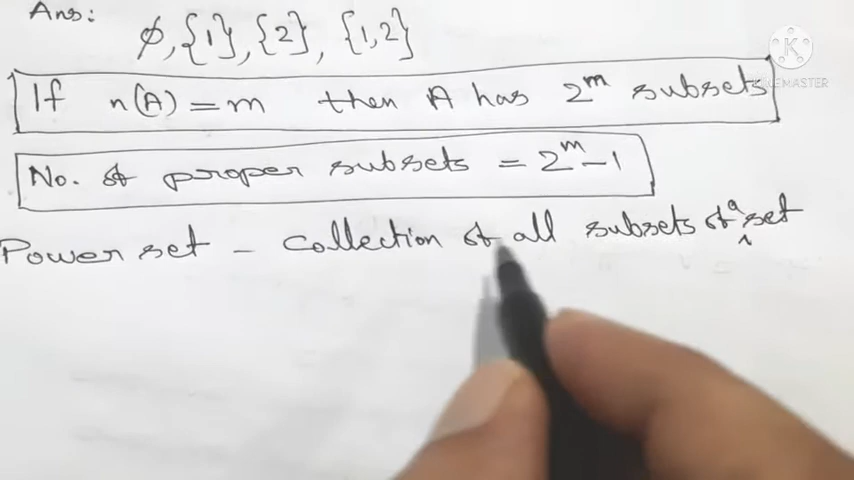 Ans: ϕ, {1}, {2}, {1,2}
K
KINEMASTER
If n(A) = m then A has 2^m subsets
No. of proper subsets = 2^m - 1
Power set - collection of all subsets of a set